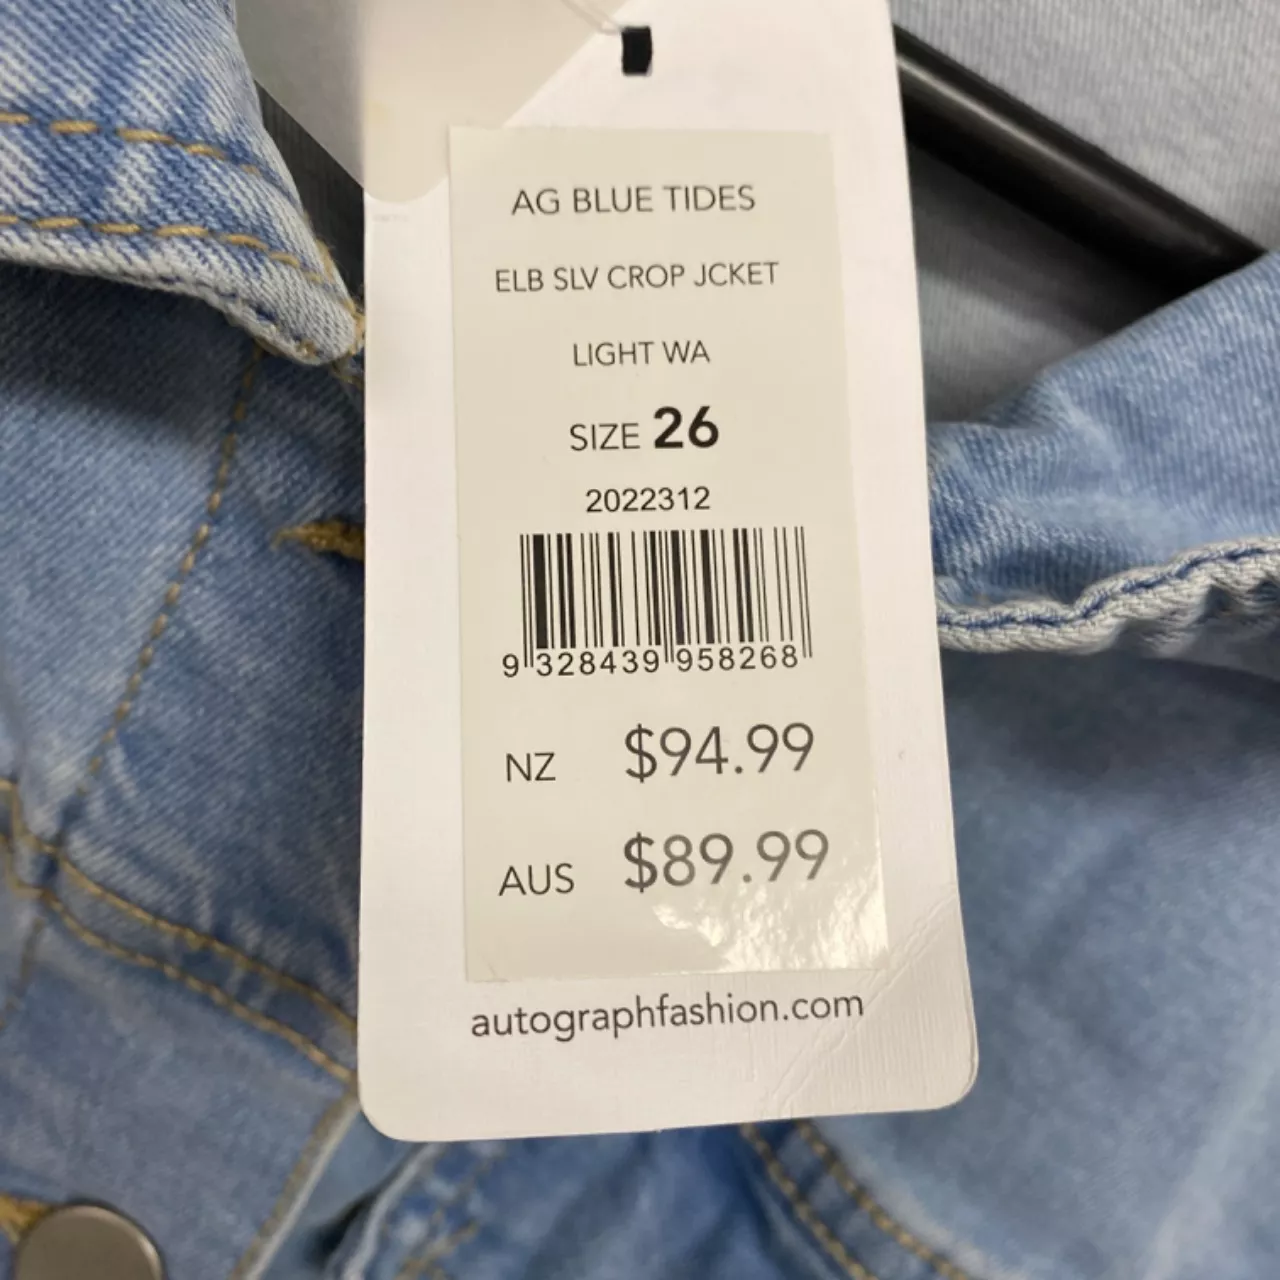 AG BLUE TIDES
ELB SLV CROP JCKET
LIGHT WA
SIZE 26
2022312
9 328439 958268
NZ $94.99
AUS $89.99
autographfashion.com